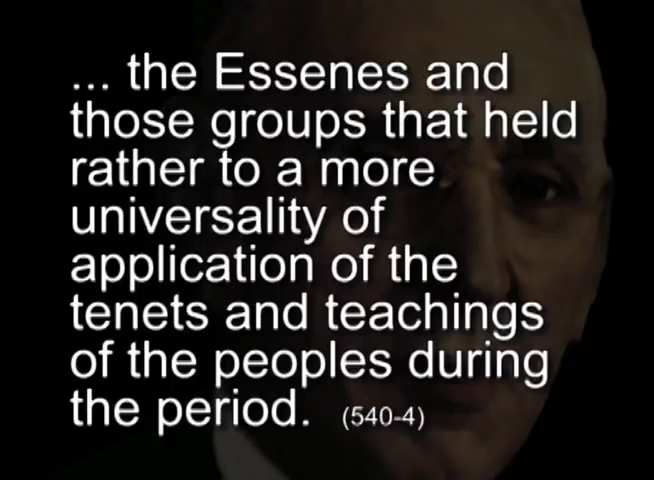 ... the Essenes and
those groups that held
rather to a more
universality of
application of the
tenets and teachings
of the peoples during
the period. (540-4)